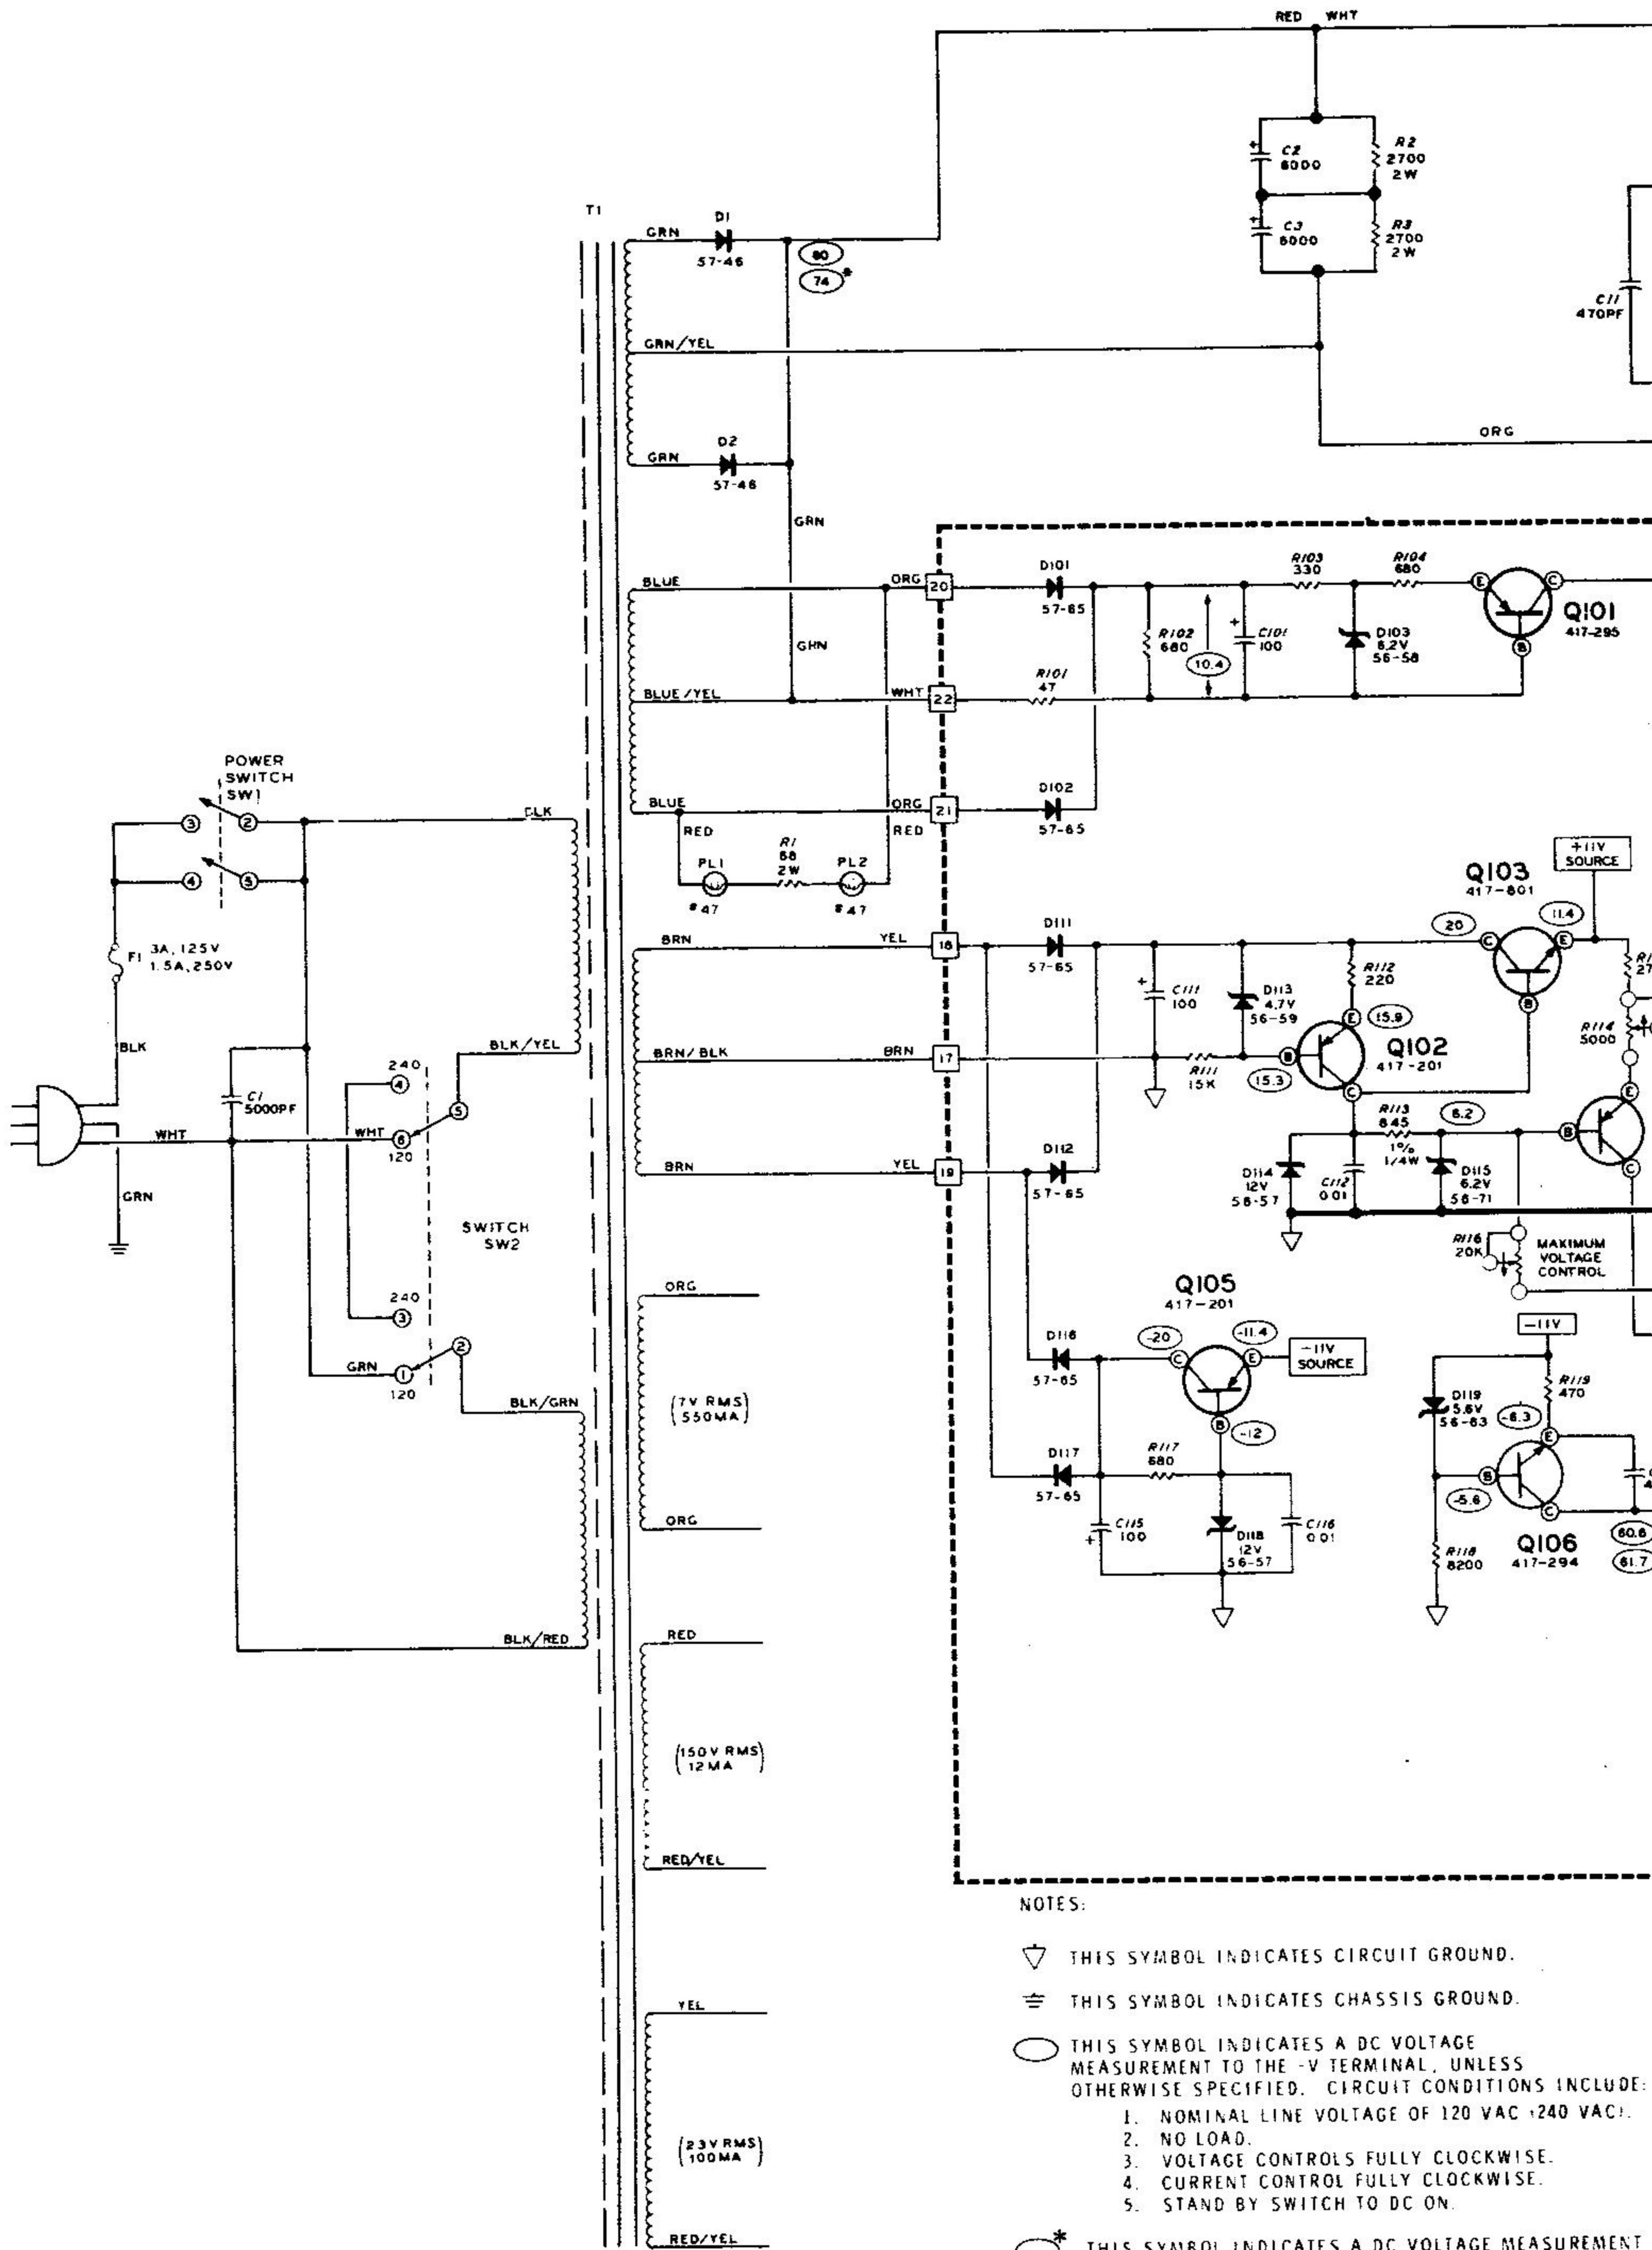 RED WHT
C2
6000
R2
2700
2W
C3
6000
R3
2700
2W
C11
470PF
T1
GRN
D1
57-46
80
74*
GRN/YEL
ORG
GRN
D2
57-46
GRN
BLUE
ORG
20
D101
57-65
R103
330
R104
680
E
C
Q101
417-295
B
GRN
R102
680
10.4
C101
100
D103
6.2V
56-58
BLUE/YEL
WHT
22
R101
47
POWER
SWITCH
SW1
3
2
4
5
BLK
BLUE
ORG
21
D102
57-65
RED
RED
PL1
#47
R1
68
2W
PL2
#47
F1 3A, 125V
1.5A, 250V
BLK
+11V
SOURCE
Q103
417-801
20
11.4
C
E
B
BRN
YEL
18
D111
57-65
C111
100
D113
4.7V
56-59
R112
220
E
15.9
R114
5000
BLK/YEL
BRN/BLK
BRN
17
R111
15K
15.3
B
Q102
417-201
C
240
4
5
C1
5000PF
WHT
WHT
6
120
GRN
BRN
YEL
19
D112
57-65
R113
845
1%
1/4W
6.2
B
E
C
D114
12V
56-57
C112
0.01
D115
6.2V
56-71
SWITCH
SW2
R116
20K
MAXIMUM
VOLTAGE
CONTROL
240
3
2
GRN
1
120
BLK/GRN
ORG
(7V RMS)
(550MA)
ORG
Q105
417-201
D116
57-65
-20
-11.4
C
E
-11V
SOURCE
B
-12
D117
57-65
R117
680
C115
100
D118
12V
56-57
C116
0.01
-11V
D119
5.6V
56-63
-6.3
R119
470
E
B
-5.6
C
R118
8200
Q106
417-294
60.6
61.7
BLK/RED
RED
(150V RMS)
(12MA)
RED/YEL
YEL
(23V RMS)
(100MA)
RED/YEL
NOTES:
THIS SYMBOL INDICATES CIRCUIT GROUND.
THIS SYMBOL INDICATES CHASSIS GROUND.
THIS SYMBOL INDICATES A DC VOLTAGE
MEASUREMENT TO THE -V TERMINAL, UNLESS
OTHERWISE SPECIFIED. CIRCUIT CONDITIONS INCLUDE:
1. NOMINAL LINE VOLTAGE OF 120 VAC (240 VAC).
2. NO LOAD.
3. VOLTAGE CONTROLS FULLY CLOCKWISE.
4. CURRENT CONTROL FULLY CLOCKWISE.
5. STAND BY SWITCH TO DC ON.
* THIS SYMBOL INDICATES A DC VOLTAGE MEASUREMENT